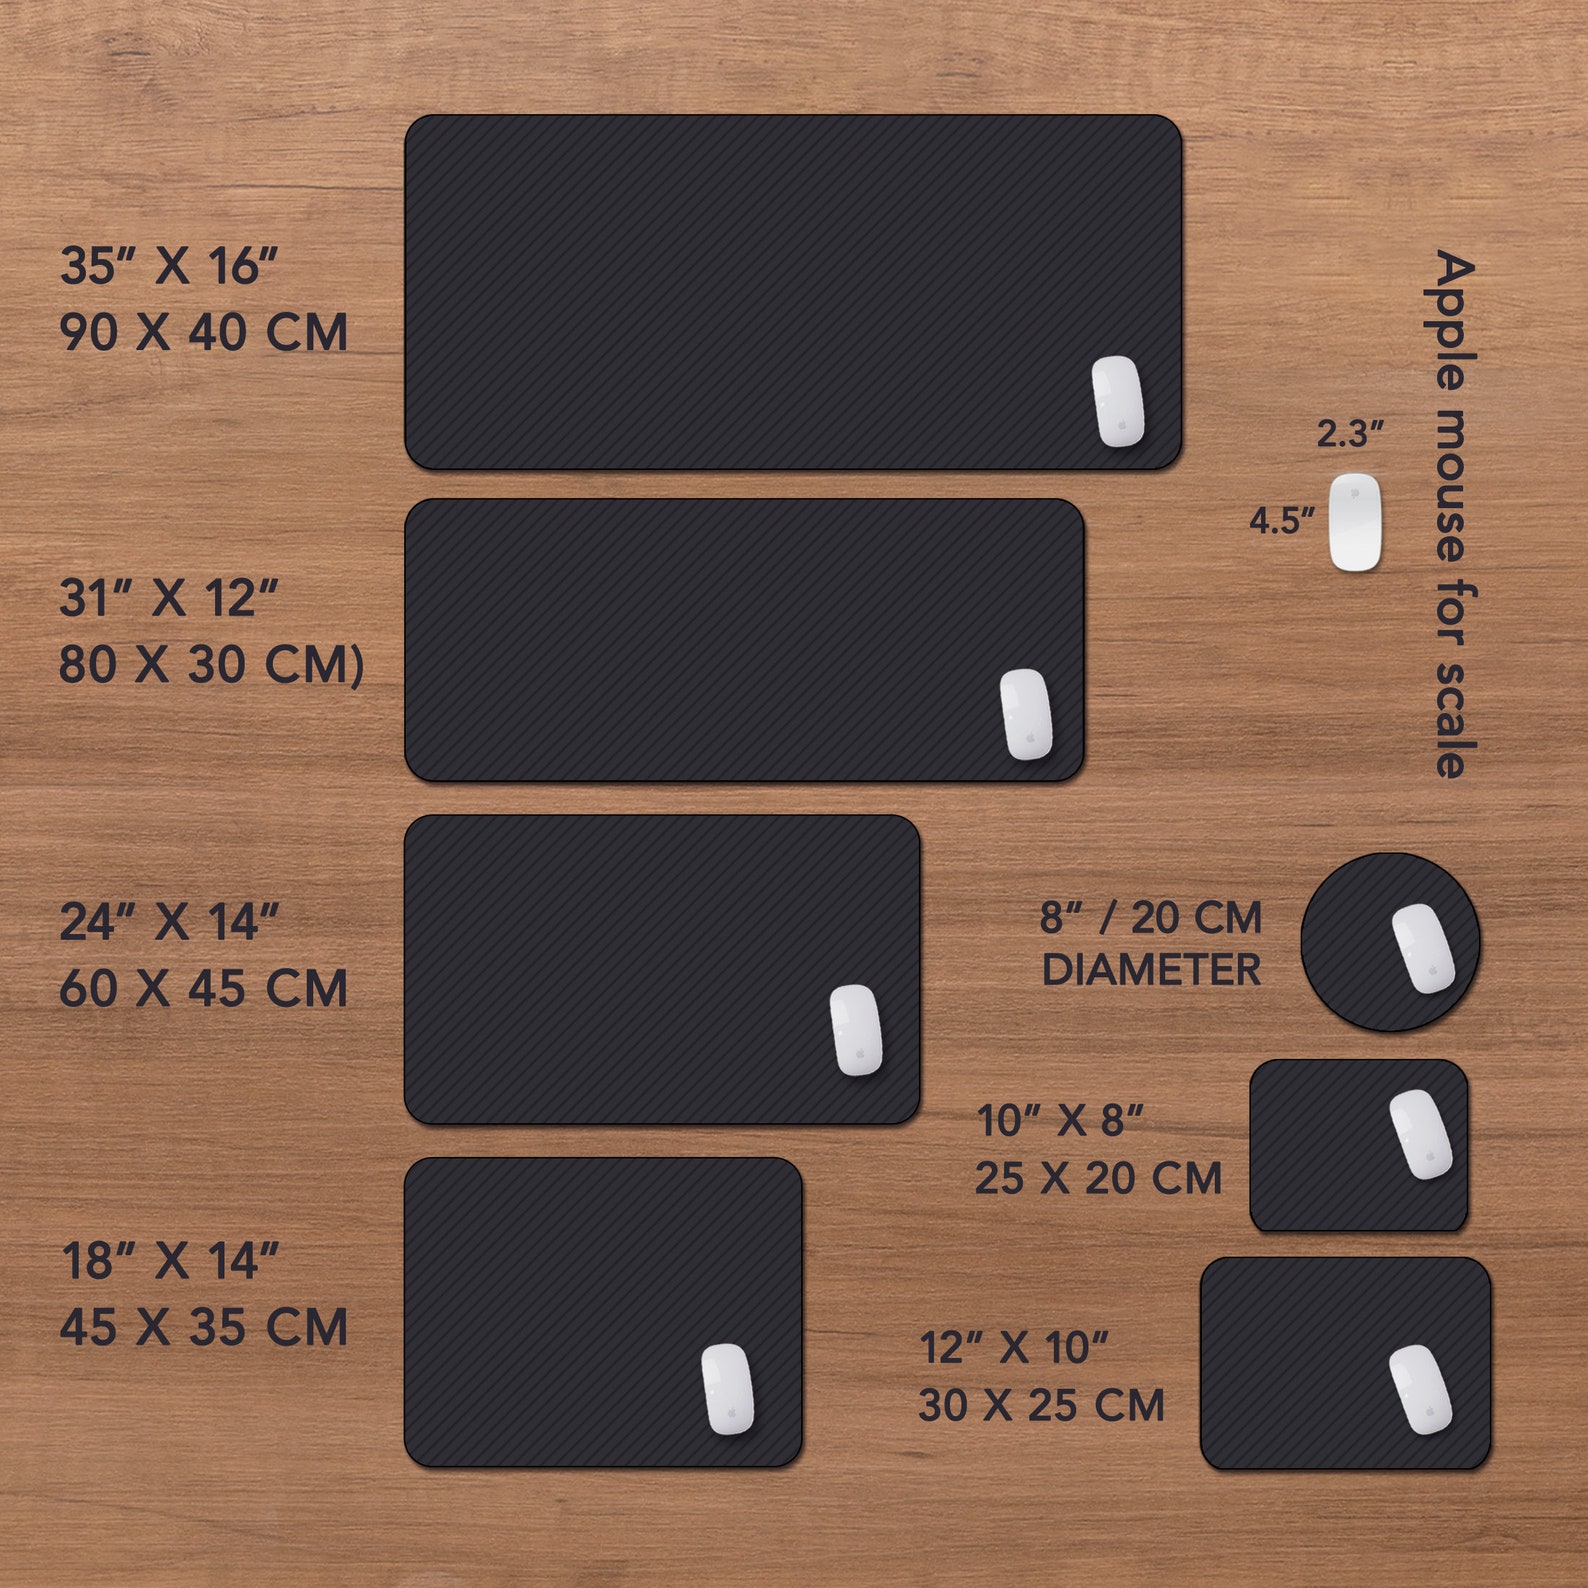 35” X 16”
90 X 40 CM
31” X 12”
80 X 30 CM)
24” X 14”
60 X 45 CM
18” X 14”
45 X 35 CM
Apple mouse for scale
2.3”
4.5”
8” / 20 CM
DIAMETER
10” X 8”
25 X 20 CM
12” X 10”
30 X 25 CM